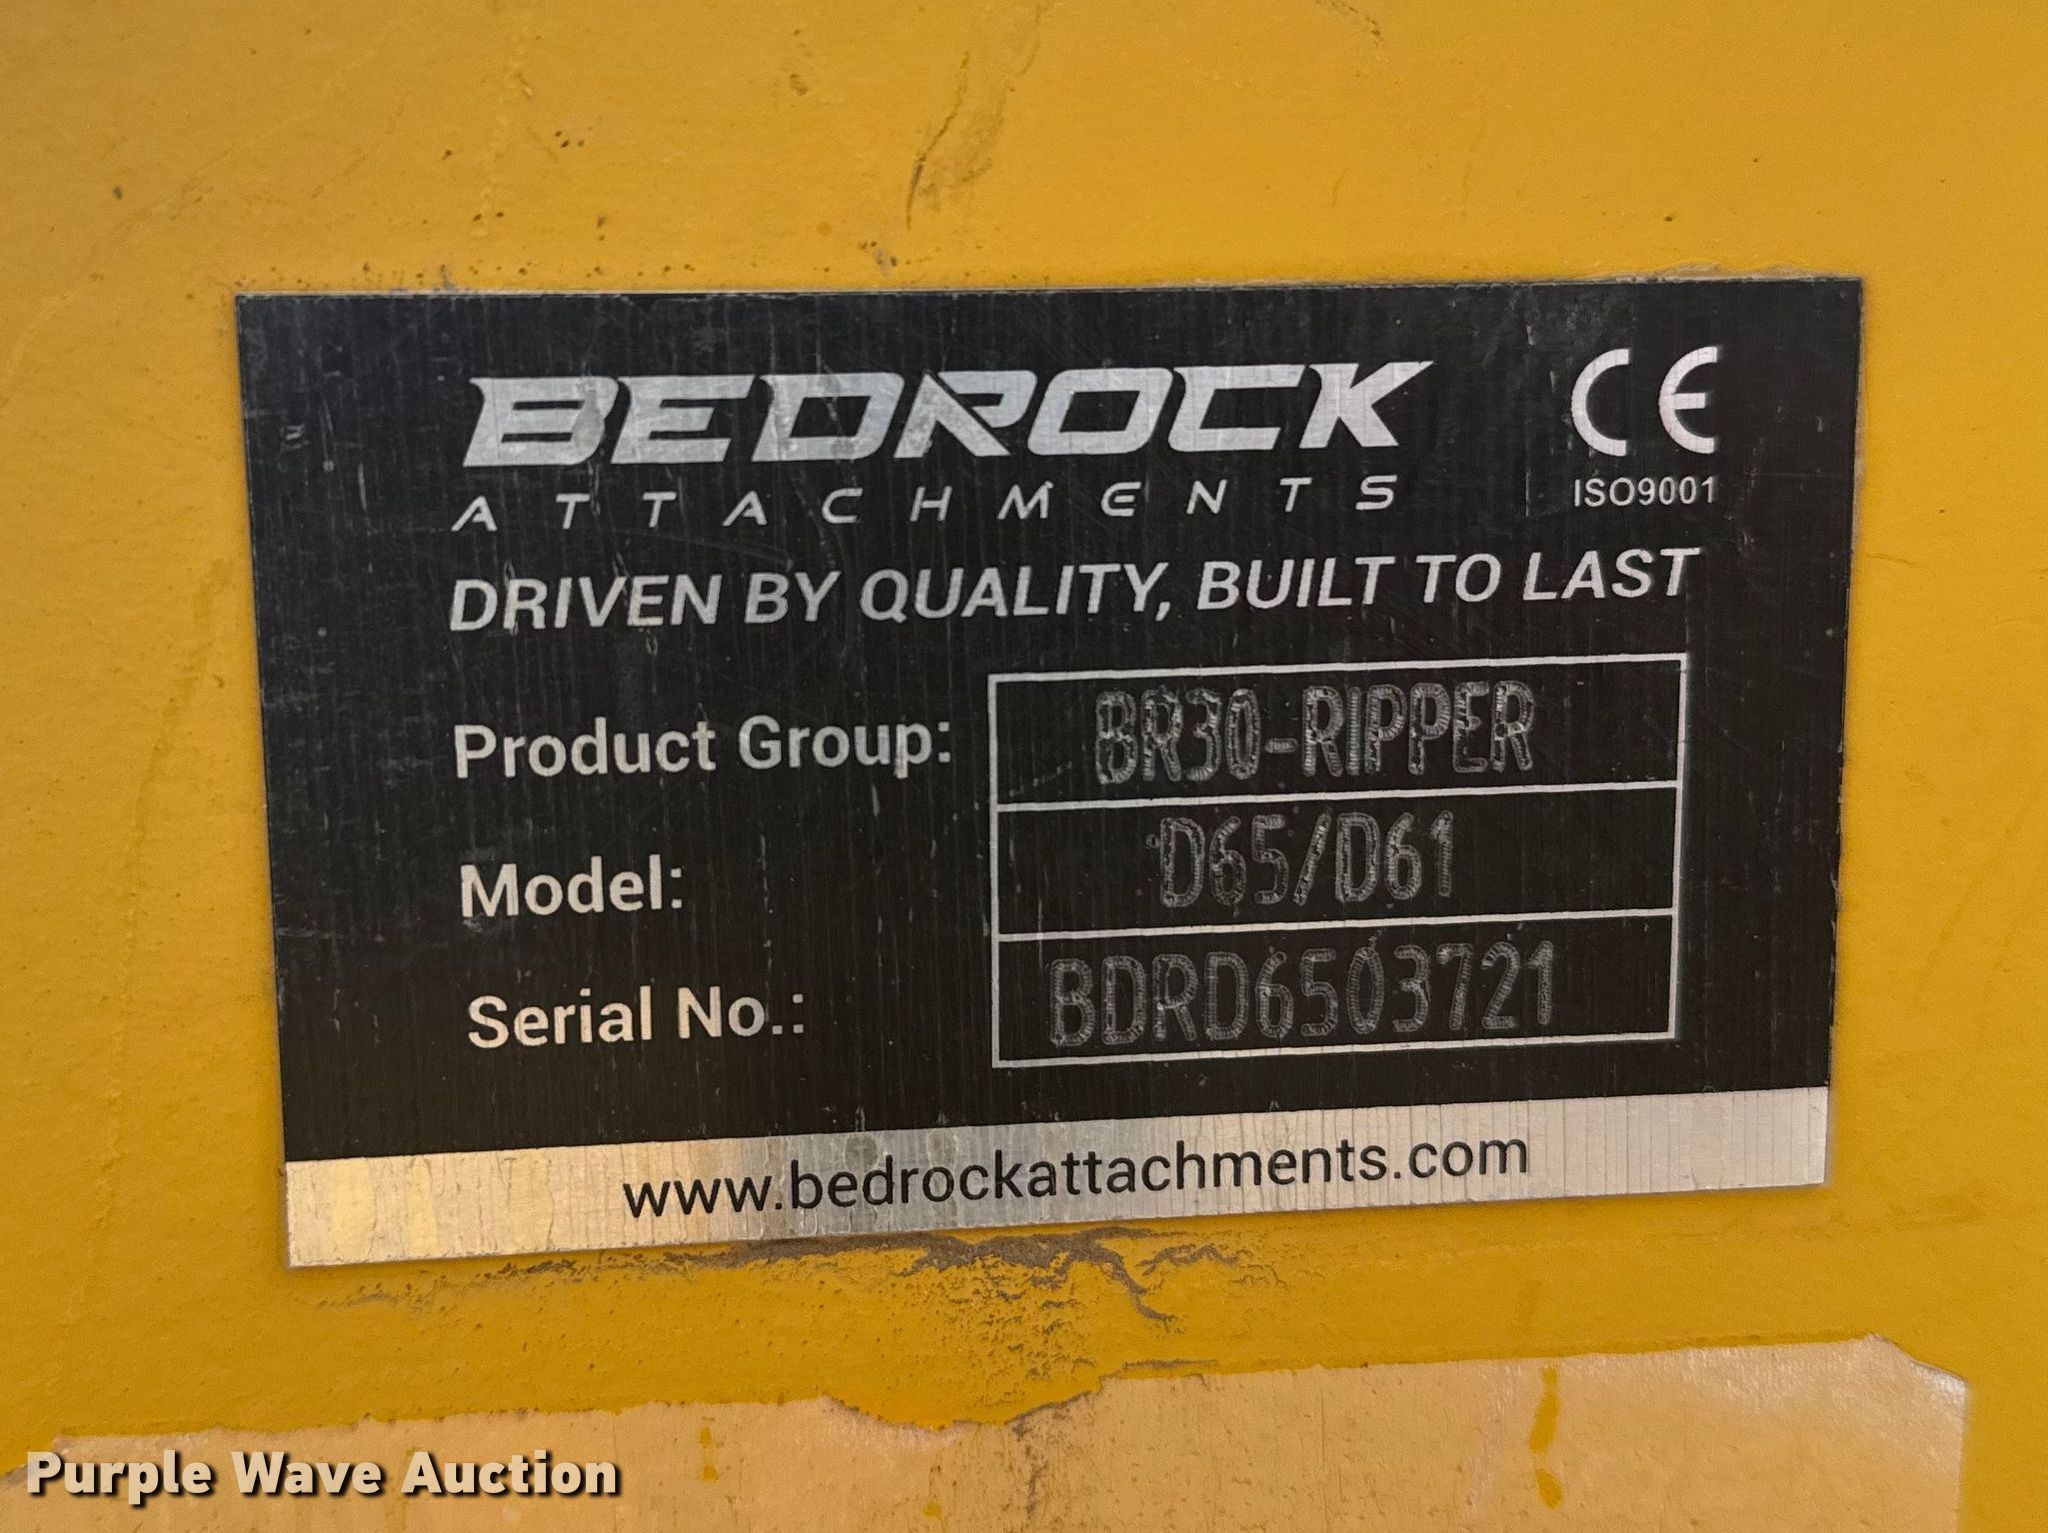 BEDROCK
ATTACHMENTS
CE
ISO9001
DRIVEN BY QUALITY, BUILT TO LAST
Product Group: BR30-RIPPER
Model: D65/D61
Serial No.: BDRD6503721
www.bedrockattachments.com
Purple Wave Auction